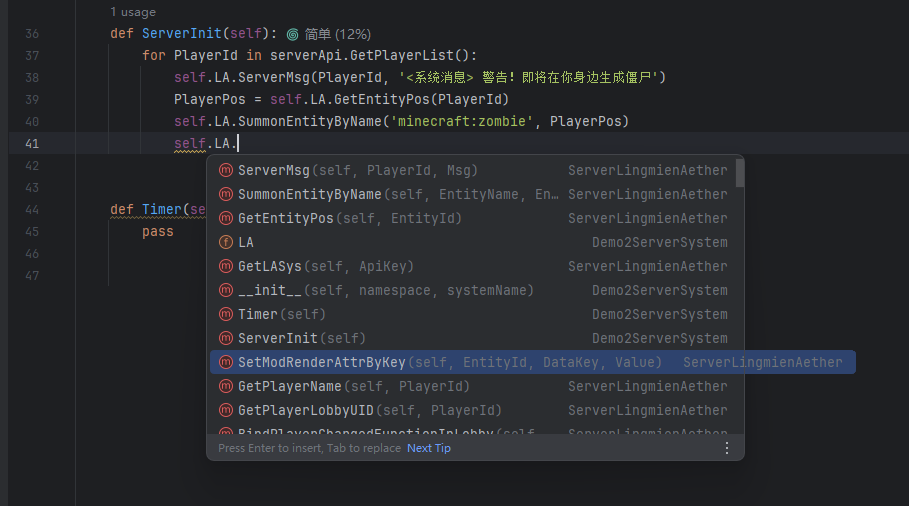 1 usage
36 def ServerInit(self): 简单 (12%)
37 for PlayerId in serverApi.GetPlayerList():
38 self.LA.ServerMsg(PlayerId, '<系统消息> 警告! 即将在你身边生成僵尸')
39 PlayerPos = self.LA.GetEntityPos(PlayerId)
40 self.LA.SummonEntityByName('minecraft:zombie', PlayerPos)
41 self.LA.
42
ServerMsg(self, PlayerId, Msg) ServerLingmienAether
43
SummonEntityByName(self, EntityName, En… ServerLingmienAether
44 def Timer(se
GetEntityPos(self, EntityId) ServerLingmienAether
45 pass
LA Demo2ServerSystem
46
GetLASys(self, ApiKey) ServerLingmienAether
47
__init__(self, namespace, systemName) Demo2ServerSystem
Timer(self) Demo2ServerSystem
ServerInit(self) Demo2ServerSystem
SetModRenderAttrByKey(self, EntityId, DataKey, Value) ServerLingmienAether
GetPlayerName(self, PlayerId) ServerLingmienAether
GetPlayerLobbyUID(self, PlayerId) ServerLingmienAether
BindPlayerChangedFunctionInLobby(self, ServerLingmienAether
Press Enter to insert, Tab to replace Next Tip